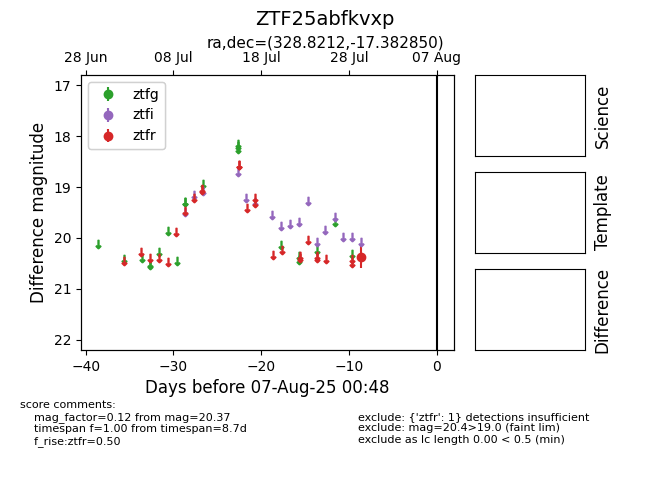 ZTF25abfkvxp
ra,dec=(328.8212,-17.382850)
28 Jun 08 Jul 18 Jul 28 Jul 07 Aug
ztfg
ztfi
ztfr
17
18
19
20
21
22
Difference magnitude
−40 −30 −20 −10 0
Days before 07-Aug-25 00:48
Science
Template
Difference
score comments:
mag_factor=0.12 from mag=20.37
timespan f=1.00 from timespan=8.7d
f_rise:ztfr=0.50
exclude: {'ztfr': 1} detections insufficient
exclude: mag=20.4>19.0 (faint lim)
exclude as lc length 0.00 < 0.5 (min)